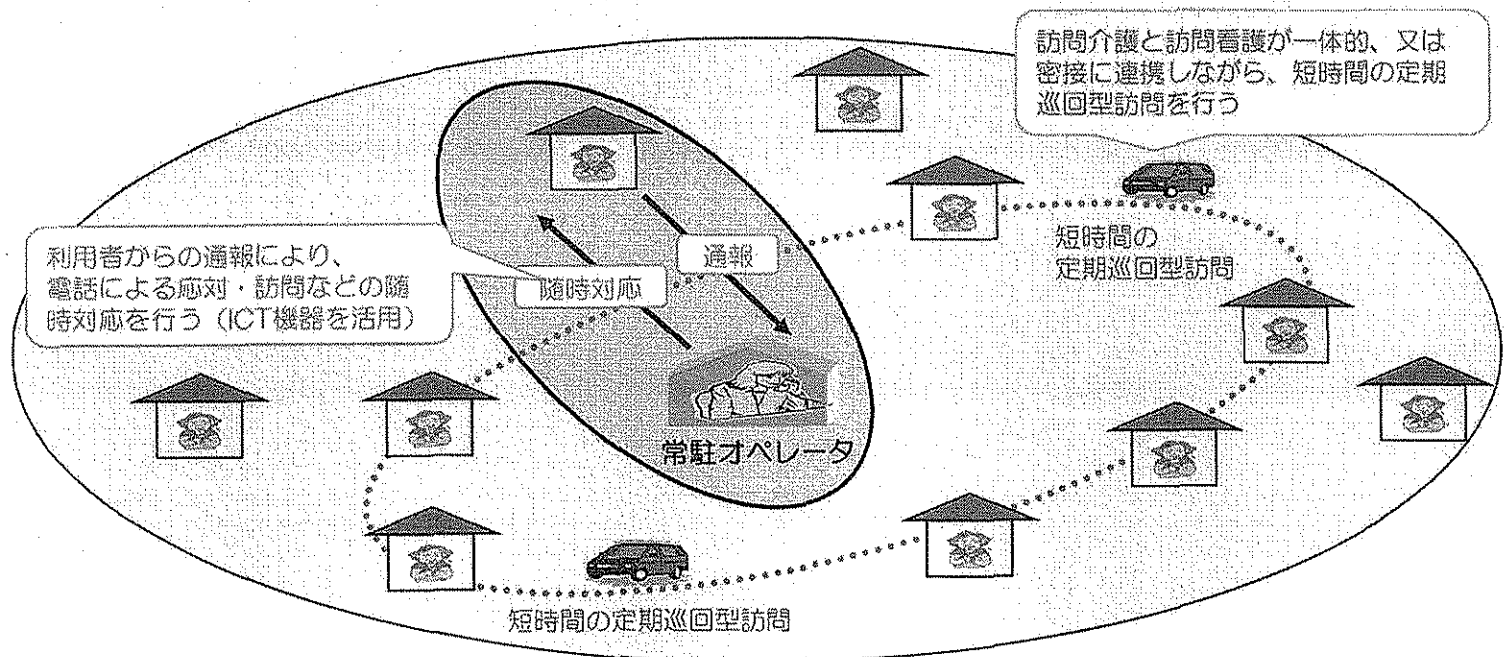 訪問介護と訪問看護が一体的、又は
密接に連携しながら、短時間の定期
巡回型訪問を行う
利用者からの通報により、
電話による応対・訪問などの随
時対応を行う（ICT機器を活用）
通報
随時対応
短時間の
定期巡回型訪問
常駐オペレータ
短時間の定期巡回型訪問